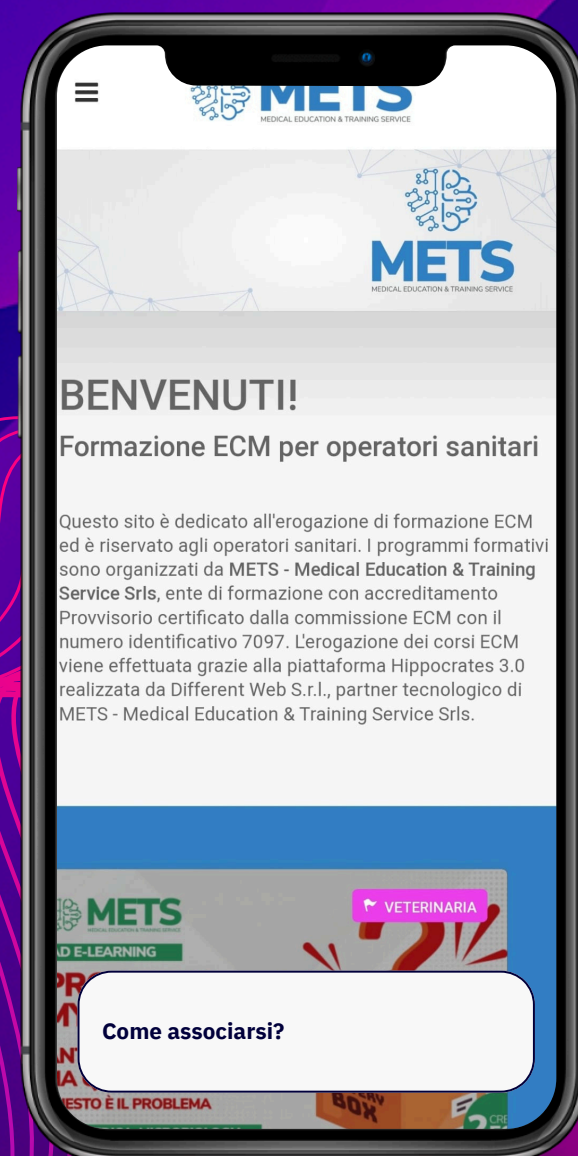 METS
MEDICAL EDUCATION & TRAINING SERVICE
METS
MEDICAL EDUCATION & TRAINING SERVICE
BENVENUTI!
Formazione ECM per operatori sanitari
Questo sito è dedicato all'erogazione di formazione ECM
ed è riservato agli operatori sanitari. I programmi formativi
sono organizzati da METS - Medical Education & Training
Service Srls, ente di formazione con accreditamento
Provvisorio certificato dalla commissione ECM con il
numero identificativo 7097. L'erogazione dei corsi ECM
viene effettuata grazie alla piattaforma Hippocrates 3.0
realizzata da Different Web S.r.l., partner tecnologico di
METS - Medical Education & Training Service Srls.
METS
VETERINARIA
E-LEARNING
Come associarsi?
È IL PROBLEMA
BOX